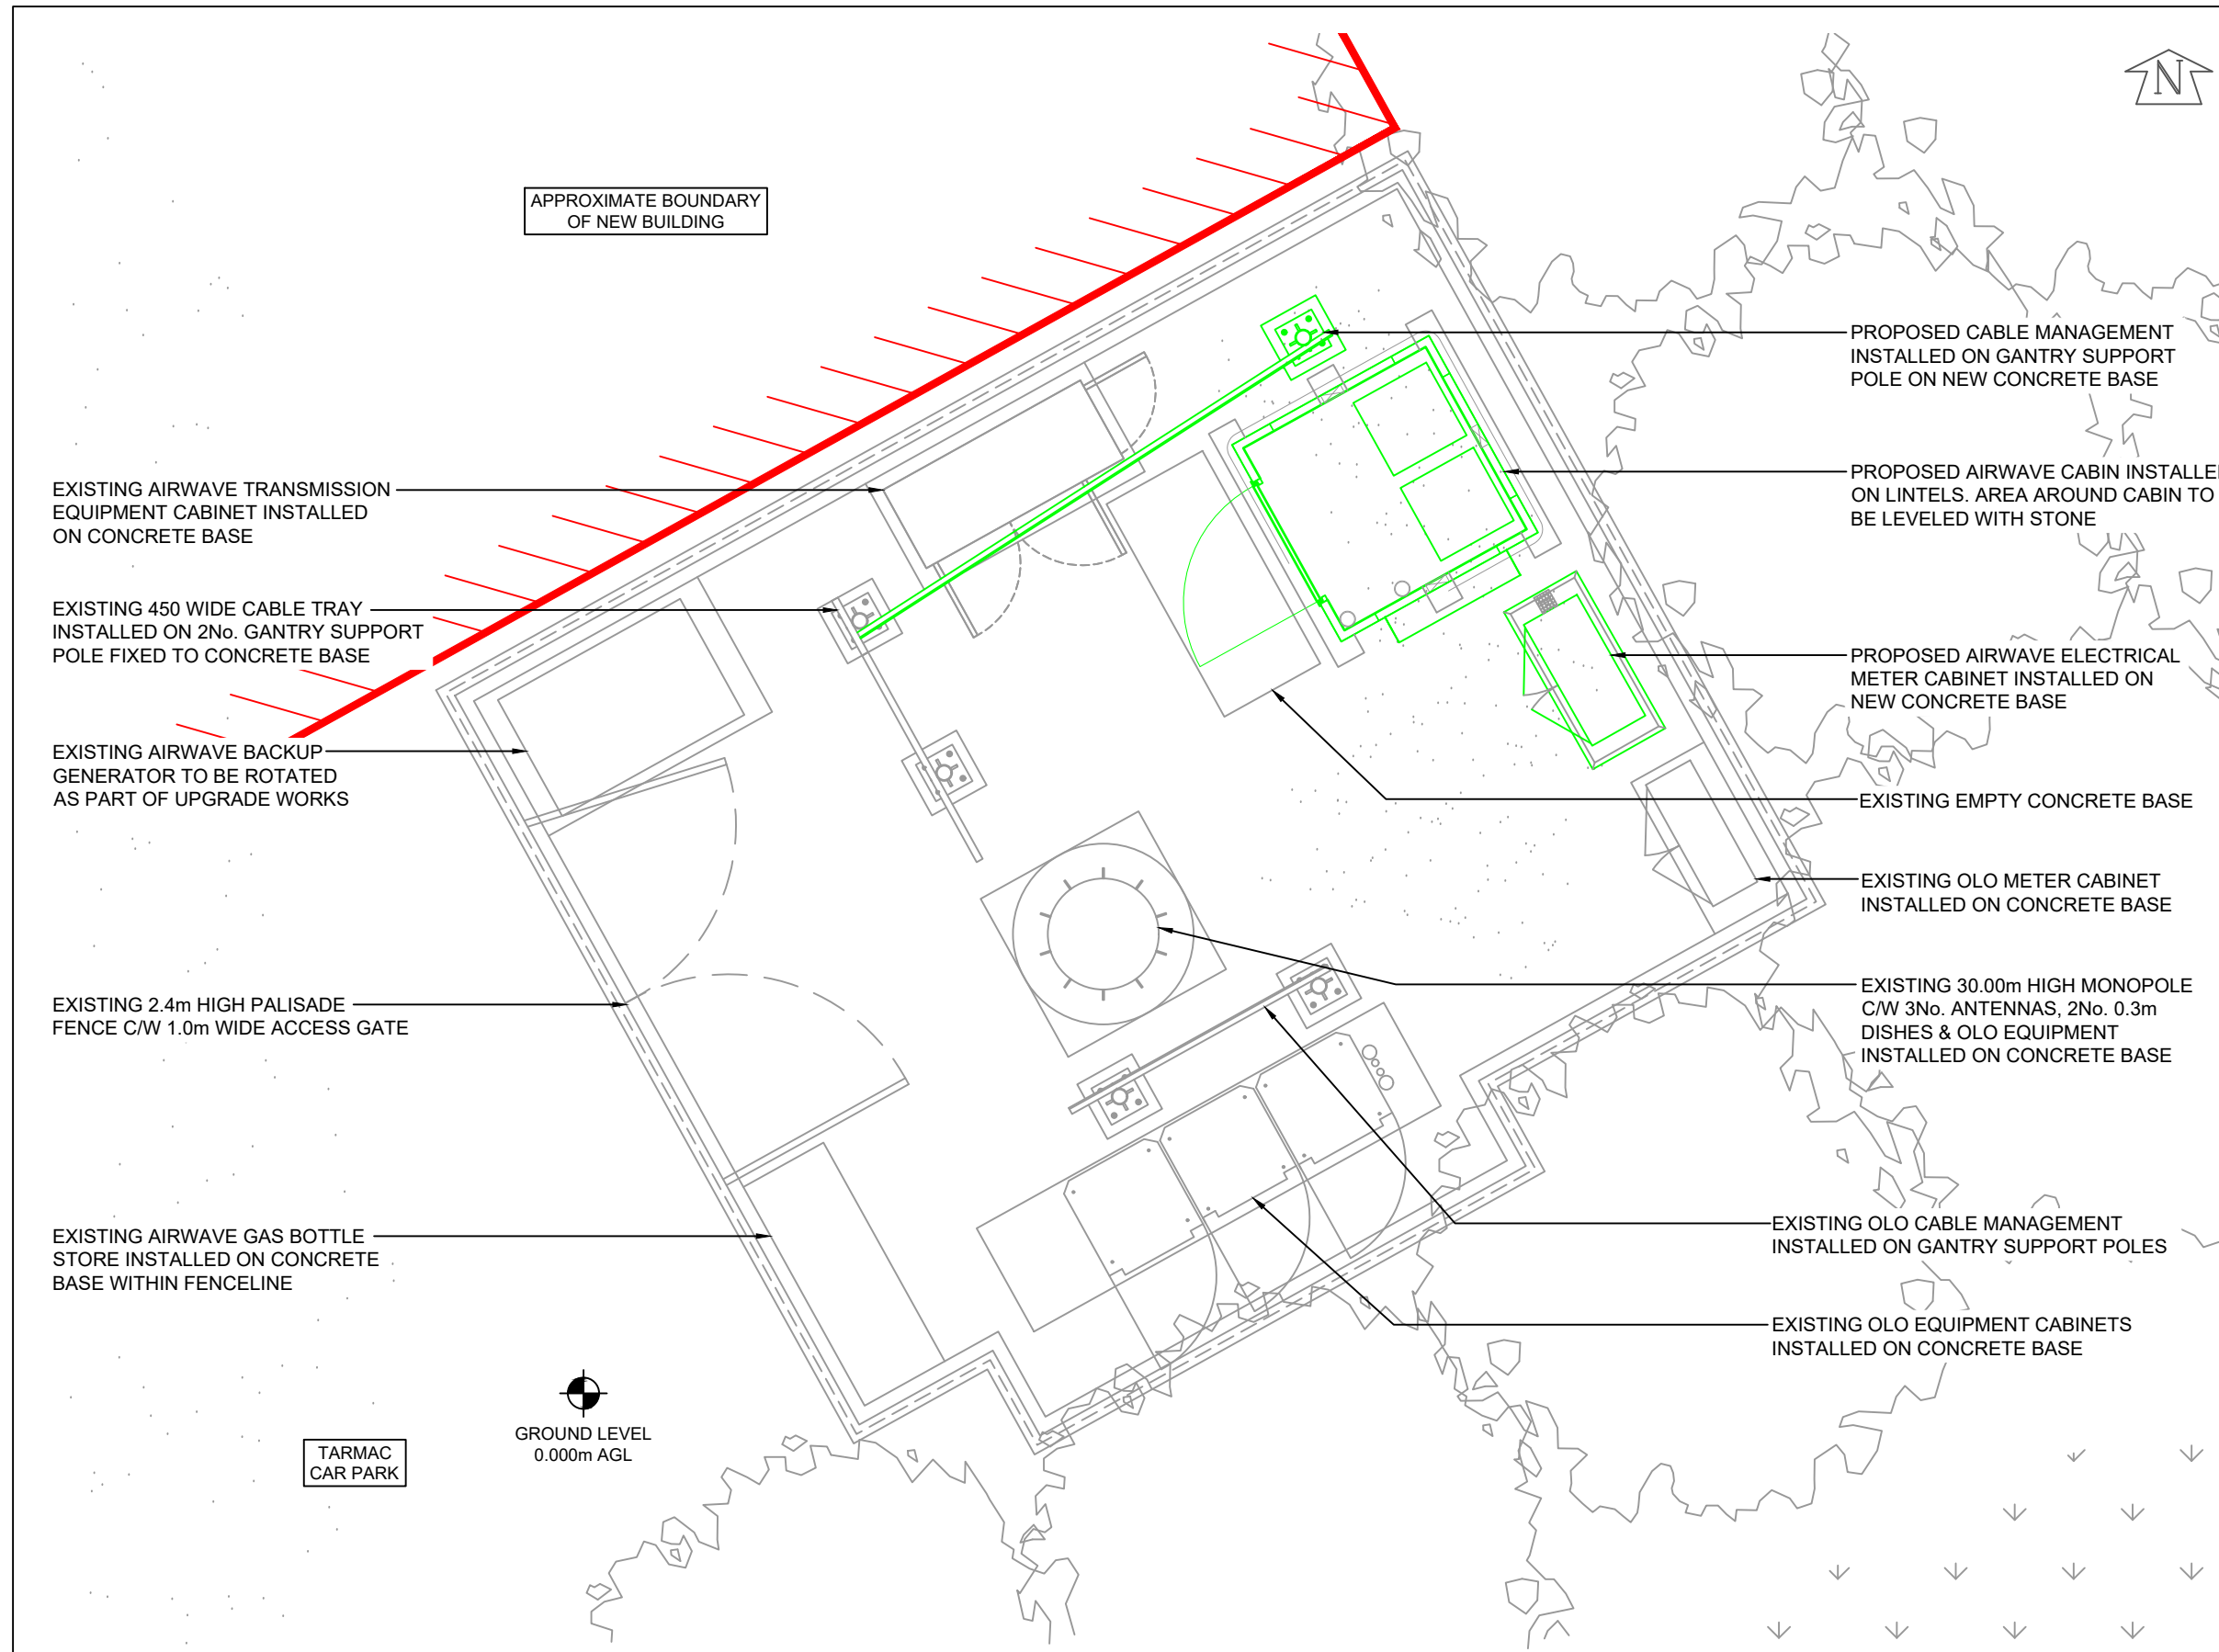 N
APPROXIMATE BOUNDARY
OF NEW BUILDING
EXISTING AIRWAVE TRANSMISSION
EQUIPMENT CABINET INSTALLED
ON CONCRETE BASE
EXISTING 450 WIDE CABLE TRAY
INSTALLED ON 2No. GANTRY SUPPORT
POLE FIXED TO CONCRETE BASE
EXISTING AIRWAVE BACKUP
GENERATOR TO BE ROTATED
AS PART OF UPGRADE WORKS
EXISTING 2.4m HIGH PALISADE
FENCE C/W 1.0m WIDE ACCESS GATE
EXISTING AIRWAVE GAS BOTTLE
STORE INSTALLED ON CONCRETE
BASE WITHIN FENCELINE
TARMAC
CAR PARK
GROUND LEVEL
0.000m AGL
PROPOSED CABLE MANAGEMENT
INSTALLED ON GANTRY SUPPORT
POLE ON NEW CONCRETE BASE
PROPOSED AIRWAVE CABIN INSTALLE
ON LINTELS. AREA AROUND CABIN TO
BE LEVELED WITH STONE
PROPOSED AIRWAVE ELECTRICAL
METER CABINET INSTALLED ON
NEW CONCRETE BASE
EXISTING EMPTY CONCRETE BASE
EXISTING OLO METER CABINET
INSTALLED ON CONCRETE BASE
EXISTING 30.00m HIGH MONOPOLE
C/W 3No. ANTENNAS, 2No. 0.3m
DISHES & OLO EQUIPMENT
INSTALLED ON CONCRETE BASE
EXISTING OLO CABLE MANAGEMENT
INSTALLED ON GANTRY SUPPORT POLES
EXISTING OLO EQUIPMENT CABINETS
INSTALLED ON CONCRETE BASE